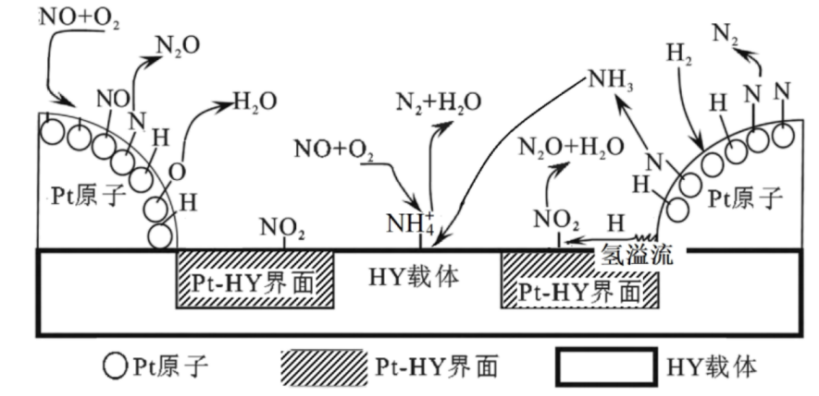 NO+O₂
N₂O
NO
N
H
H₂O
O
H
Pt原子
NO+O₂
N₂+H₂O
NH₄⁺
NO₂
Pt-HY界面
HY载体
NH₃
N₂O+H₂O
NO₂
H
氢溢流
Pt-HY界面
H₂
N₂
H
N
N
N
H
Pt原子
Pt原子
Pt-HY界面
HY载体